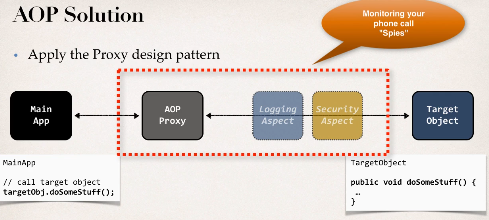 AOP Solution
Monitoring your
phone call
"Spies"
• Apply the Proxy design pattern
Main
App
AOP
Proxy
Logging
Aspect
Security
Aspect
Target
Object
MainApp
// call target object
targetObj.doSomeStuff();
TargetObject
public void doSomeStuff() {
…
}